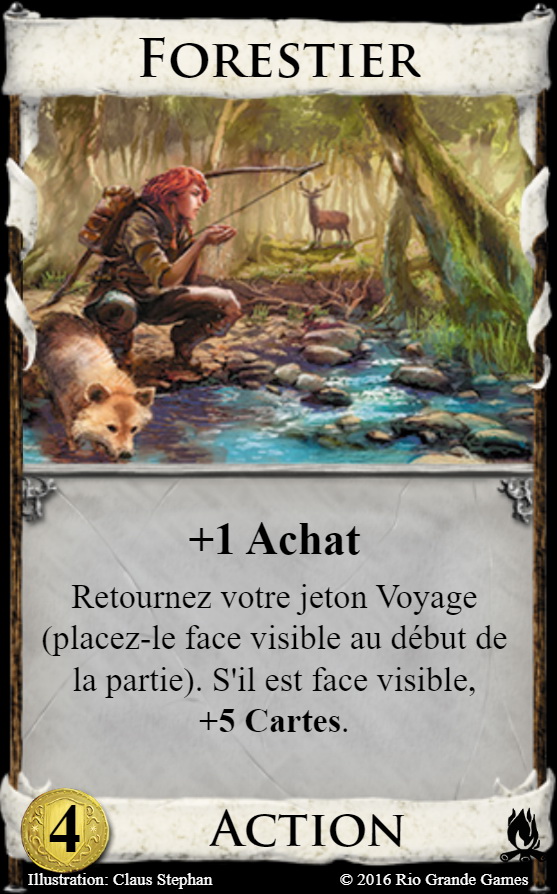 Forestier
+1 Achat
Retournez votre jeton Voyage
(placez-le face visible au début de
la partie). S'il est face visible,
+5 Cartes.
4
Action
Illustration: Claus Stephan
© 2016 Rio Grande Games